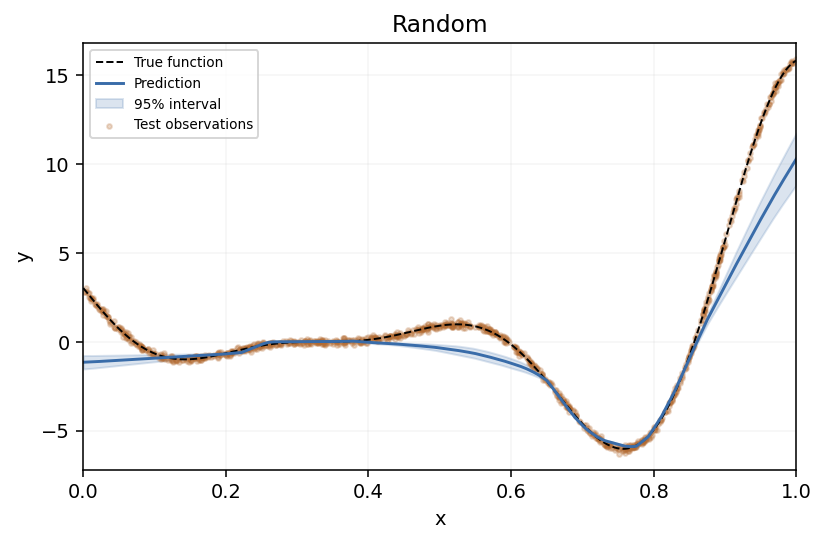 Random
True function
Prediction
95% interval
Test observations
15
10
5
0
−5
y
0.0 0.2 0.4 0.6 0.8 1.0
x